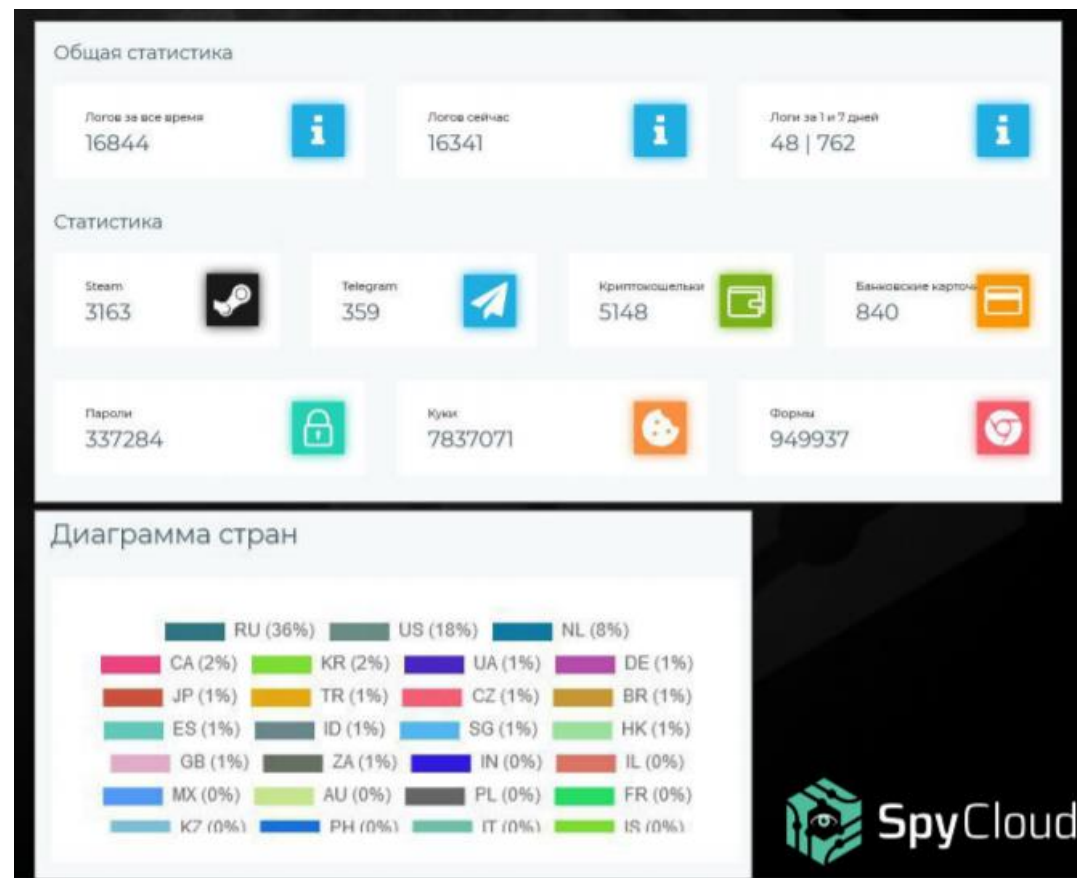 Общая статистика
Логов за все время
16844
Логов сейчас
16341
Логи за 1 и 7 дней
48 | 762
Статистика
Steam
3163
Telegram
359
Криптокошельки
5148
Банковские карточ
840
Пароли
337284
Куки
7837071
Формы
949937
Диаграмма стран
RU (36%) US (18%) NL (8%)
CA (2%) KR (2%) UA (1%) DE (1%)
JP (1%) TR (1%) CZ (1%) BR (1%)
ES (1%) ID (1%) SG (1%) HK (1%)
GB (1%) ZA (1%) IN (0%) IL (0%)
MX (0%) AU (0%) PL (0%) FR (0%)
KZ (0%) PH (0%) IT (0%) IS (0%)
SpyCloud